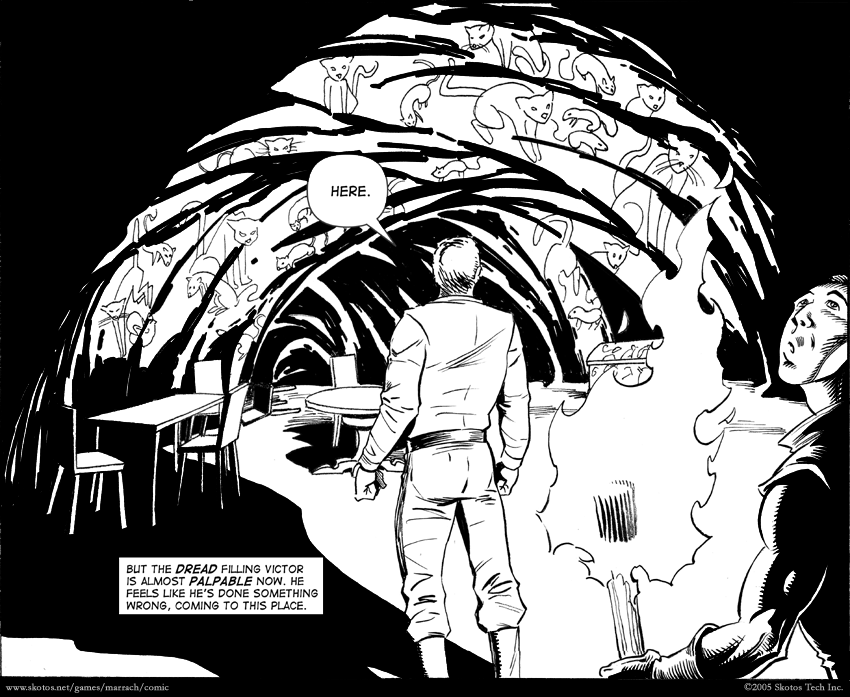 HERE.
BUT THE DREAD FILLING VICTOR
IS ALMOST PALPABLE NOW. HE
FEELS LIKE HE'S DONE SOMETHING
WRONG, COMING TO THIS PLACE.
www.skotos.net/games/marrach/comic
©2005 Skotos Tech Inc.